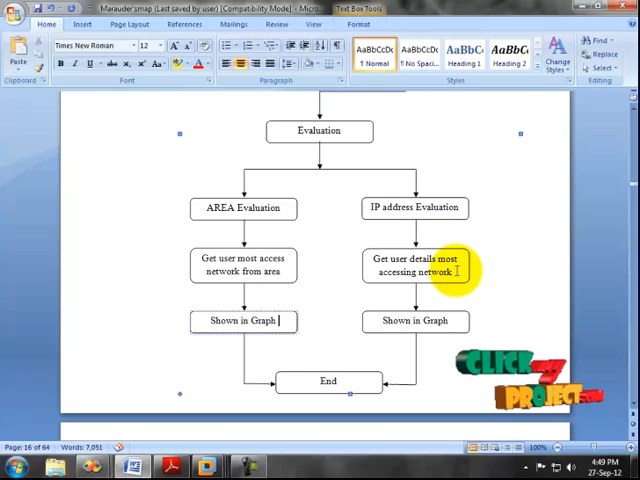 Marauder'smap (Last saved by user) [Compatibility Mode] - Micro...
Text Box Tools
Home
Insert
Page Layout
References
Mailings
Review
View
Format
Paste
Clipboard
Times New Roman
12
Font
Paragraph
AaBbCcDc
¶ Normal
AaBbCcDc
¶ No Spaci...
AaBbCc
Heading 1
AaBbCc
Heading 2
Change
Styles
Styles
Find
Replace
Select
Editing
Evaluation
AREA Evaluation
IP address Evaluation
Get user most access
network from area
Get user details most
accessing network
Shown in Graph
Shown in Graph
End
CLICK
MY
PROJECT.COM
Page: 16 of 64
Words: 7,051
100%
4:49 PM
27-Sep-12